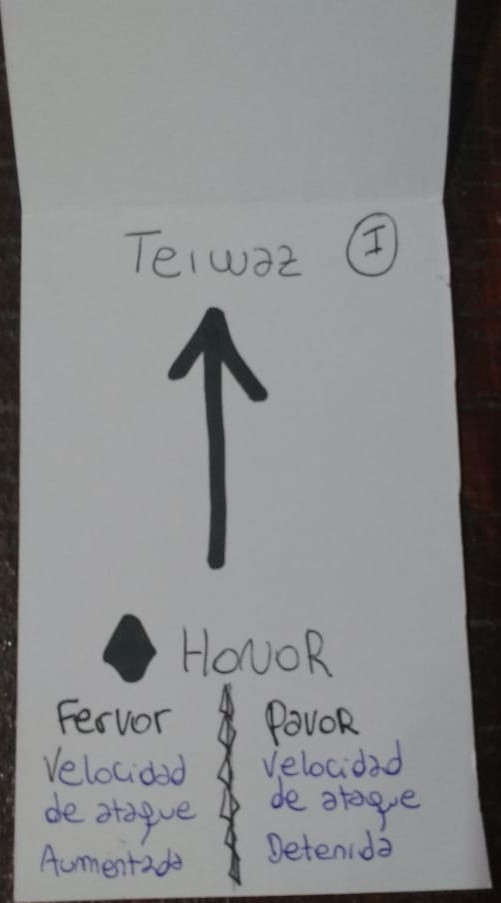 Teiwaz I
HONOR
Fervor PavoR
Velocidad Velocidad
de ataque de ataque
Aumentada Detenida